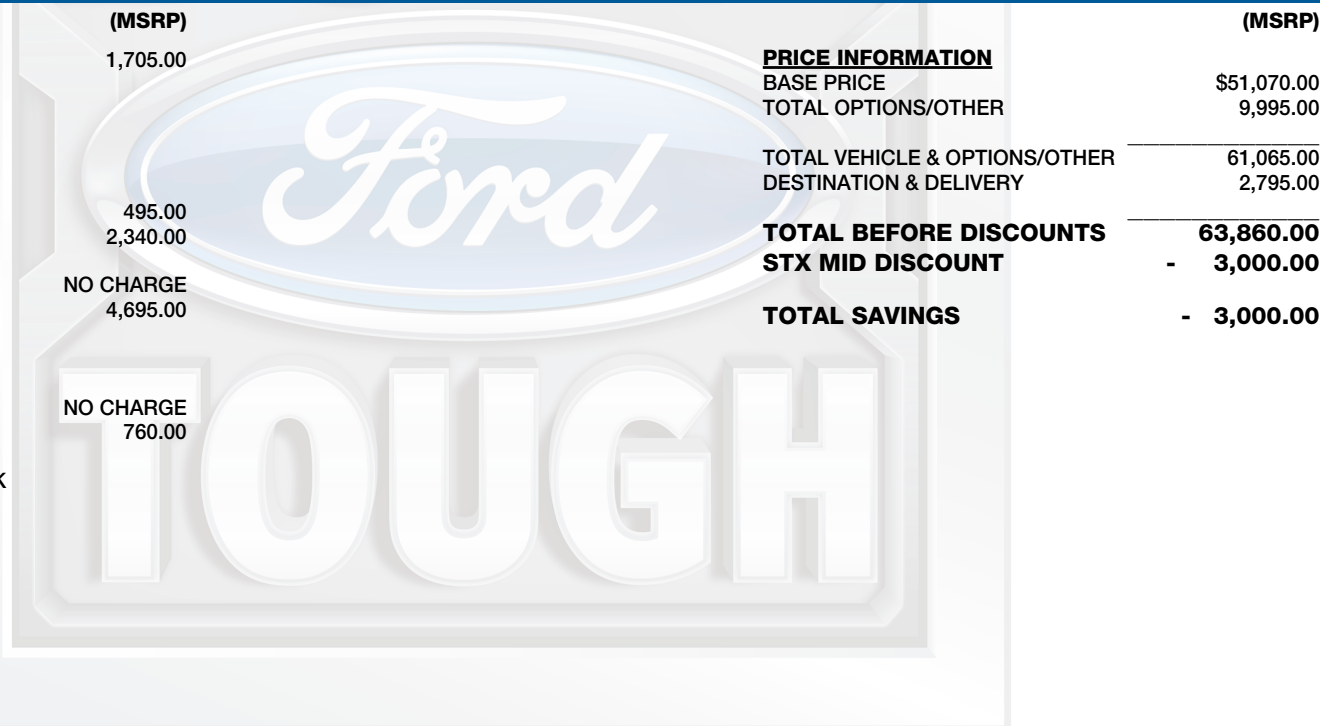 (MSRP)
1,705.00
495.00
2,340.00
NO CHARGE
4,695.00
NO CHARGE
760.00
K
Ford
TOUGH
(MSRP)
PRICE INFORMATION
BASE PRICE $51,070.00
TOTAL OPTIONS/OTHER 9,995.00
TOTAL VEHICLE & OPTIONS/OTHER 61,065.00
DESTINATION & DELIVERY 2,795.00
TOTAL BEFORE DISCOUNTS 63,860.00
STX MID DISCOUNT - 3,000.00
TOTAL SAVINGS - 3,000.00